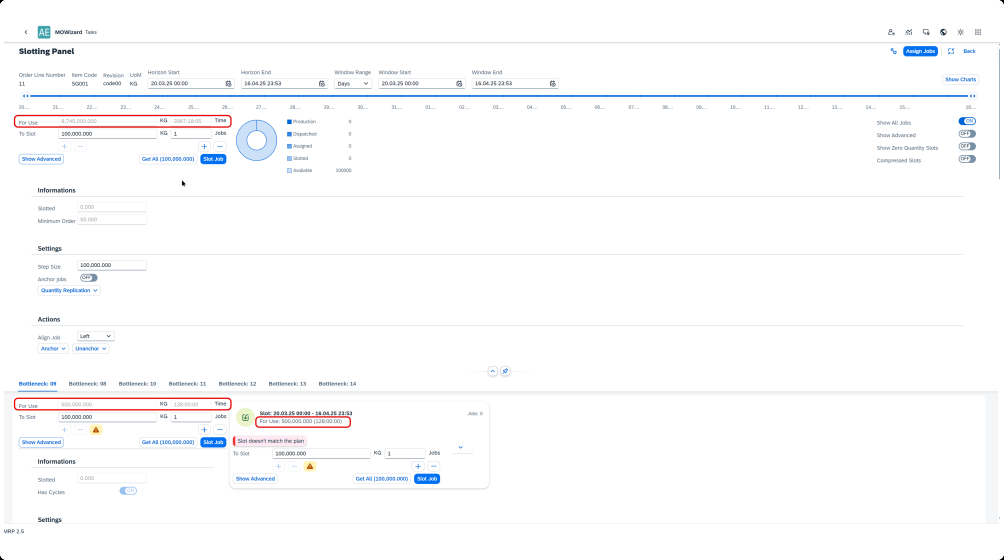 AE MOWizard Tasks
Slotting Panel
Assign Jobs Back
Order Line Number Item Code Revision UoM Horizon Start Horizon End Window Range Window Start Window End
11 SG001 code00 KG 20.03.25 00:00 16.04.25 23:53 Days 20.03.25 00:00 16.04.25 23:53
Show Charts
20.... 21.... 22.... 23.... 24.... 25.... 26.... 27.... 28.... 29.... 30.... 31.... 01.... 02.... 03.... 04.... 05.... 06.... 07.... 08.... 09.... 10.... 11.... 12.... 13.... 14.... 15.... 16....
For Use KG Time
To Slot 100,000.000 KG 1 Jobs
Show Advanced Get All (100,000.000) Slot Job
Production 0
Dispatched 0
Assigned 0
Slotted 0
Available 100000
Show All Jobs ON
Show Advanced OFF
Show Zero Quantity Slots OFF
Compressed Slots OFF
Informations
Slotted 0.000
Minimum Order 50.000
Settings
Step Size 100,000.000
Anchor jobs OFF
Quantity Replication
Actions
Align Job Left
Anchor Unanchor
Bottleneck: 09 Bottleneck: 08 Bottleneck: 10 Bottleneck: 11 Bottleneck: 12 Bottleneck: 13 Bottleneck: 14
For Use KG 128:00:00 Time
To Slot 100,000.000 KG 1 Jobs
Show Advanced Get All (100,000.000) Slot Job
Informations
Slotted 0.000
Has Cycles ON
Settings
Slot: 20.03.25 00:00 - 16.04.25 23:53 Jobs: 0
For Use: 500,000.000 (128:00:00)
Slot doesn't match the plan
To Slot 100,000.000 KG 1 Jobs
Show Advanced Get All (100,000.000) Slot Job
VRP 2.5